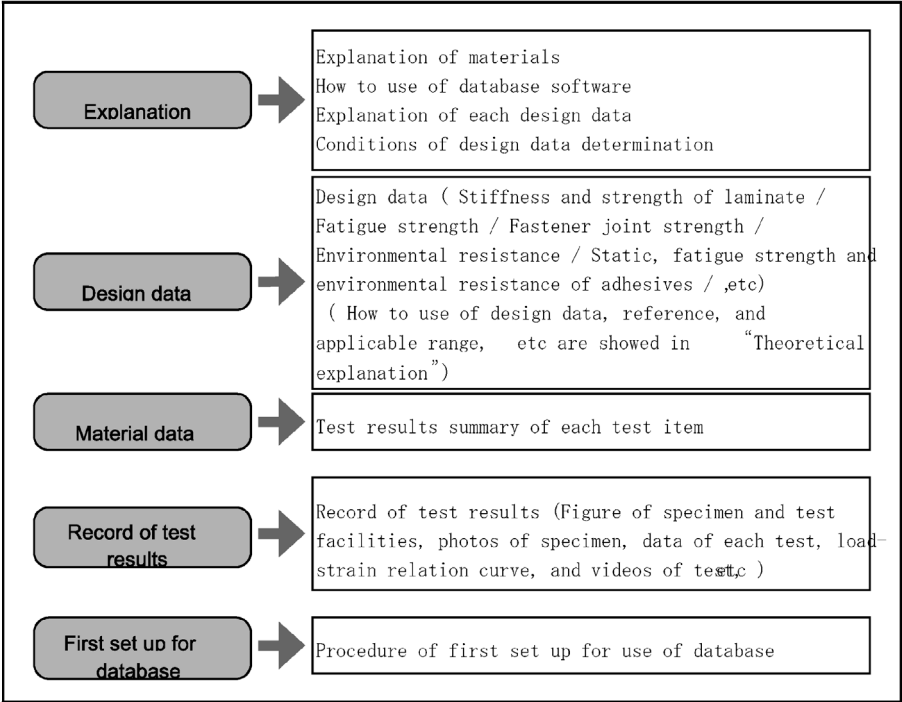 Explanation
Explanation of materials
How to use of database software
Explanation of each design data
Conditions of design data determination
Design data
Design data ( Stiffness and strength of laminate /
Fatigue strength / Fastener joint strength /
Environmental resistance / Static, fatigue strength and
environmental resistance of adhesives / ,etc)
( How to use of design data, reference, and
applicable range, etc are showed in “Theoretical
explanation”)
Material data
Test results summary of each test item
Record of test
results
Record of test results (Figure of specimen and test
facilities, photos of specimen, data of each test, load-
strain relation curve, and videos of test, etc )
First set up for
database
Procedure of first set up for use of database